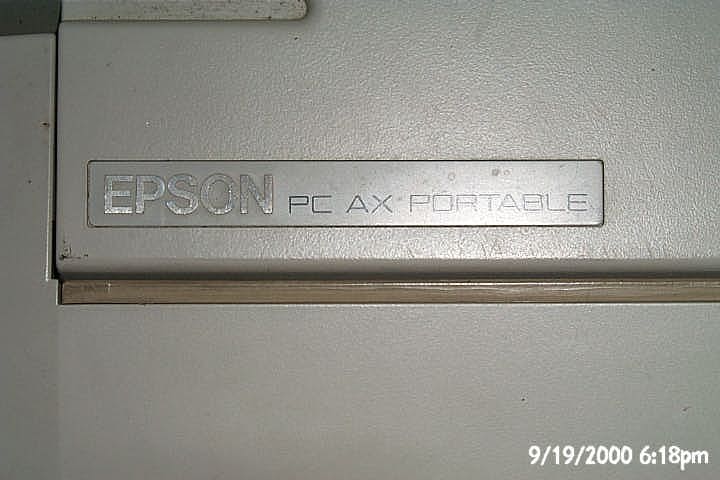 EPSON PC AX PORTABLE
9/19/2000 6:18pm